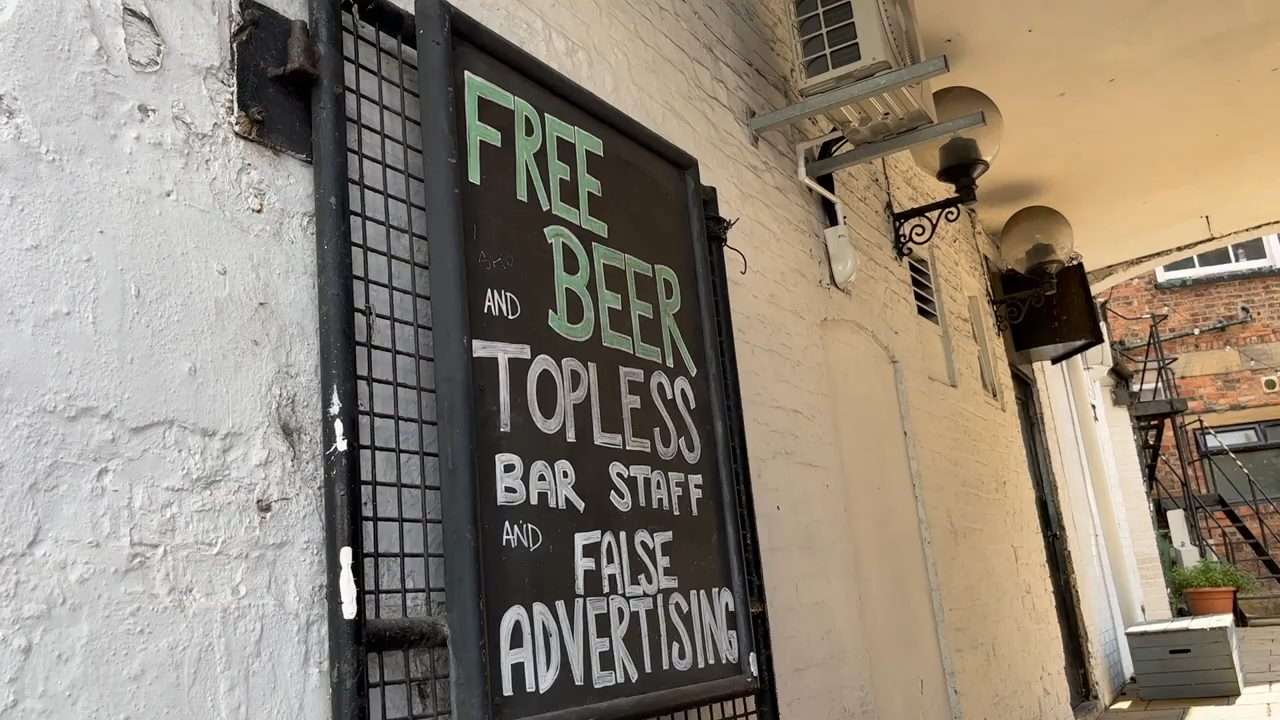 FREE
BEER
AND
TOPLESS
BAR STAFF
AND
FALSE
ADVERTISING